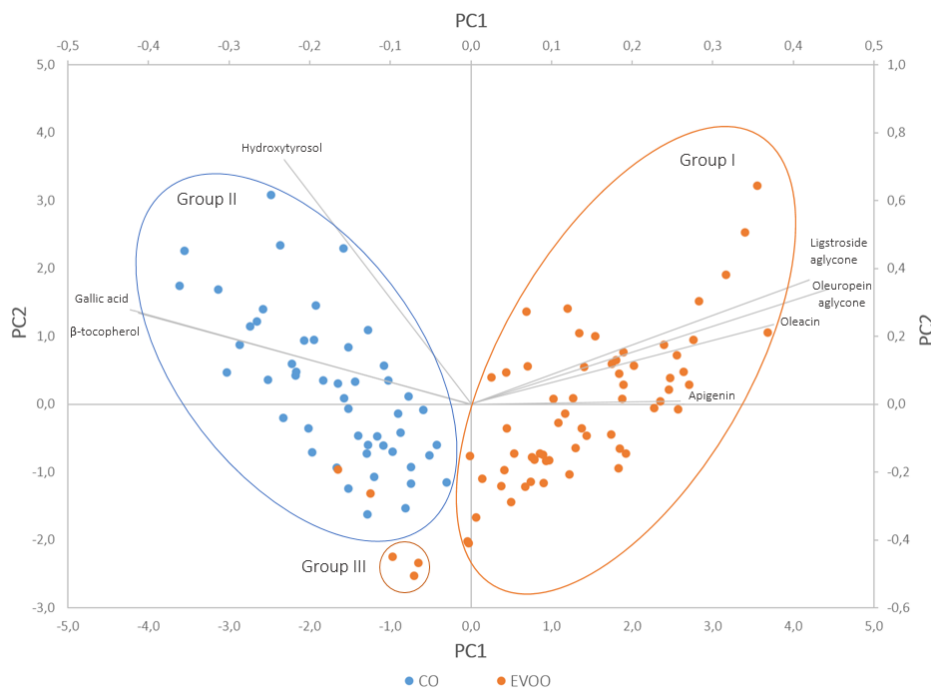 PC1
-0,5 -0,4 -0,3 -0,2 -0,1 0,0 0,1 0,2 0,3 0,4 0,5
5,0 1,0
4,0 0,8
Hydroxytyrosol
Group I
3,0 0,6
Group II
Ligstroside
aglycone
2,0 0,4
Oleuropein
aglycone
Gallic acid
Oleacin
β-tocopherol
1,0 0,2
PC2 PC2
Apigenin
0,0 0,0
-1,0 -0,2
-2,0 -0,4
Group III
-3,0 -0,6
-5,0 -4,0 -3,0 -2,0 -1,0 0,0 1,0 2,0 3,0 4,0 5,0
PC1
CO EVOO